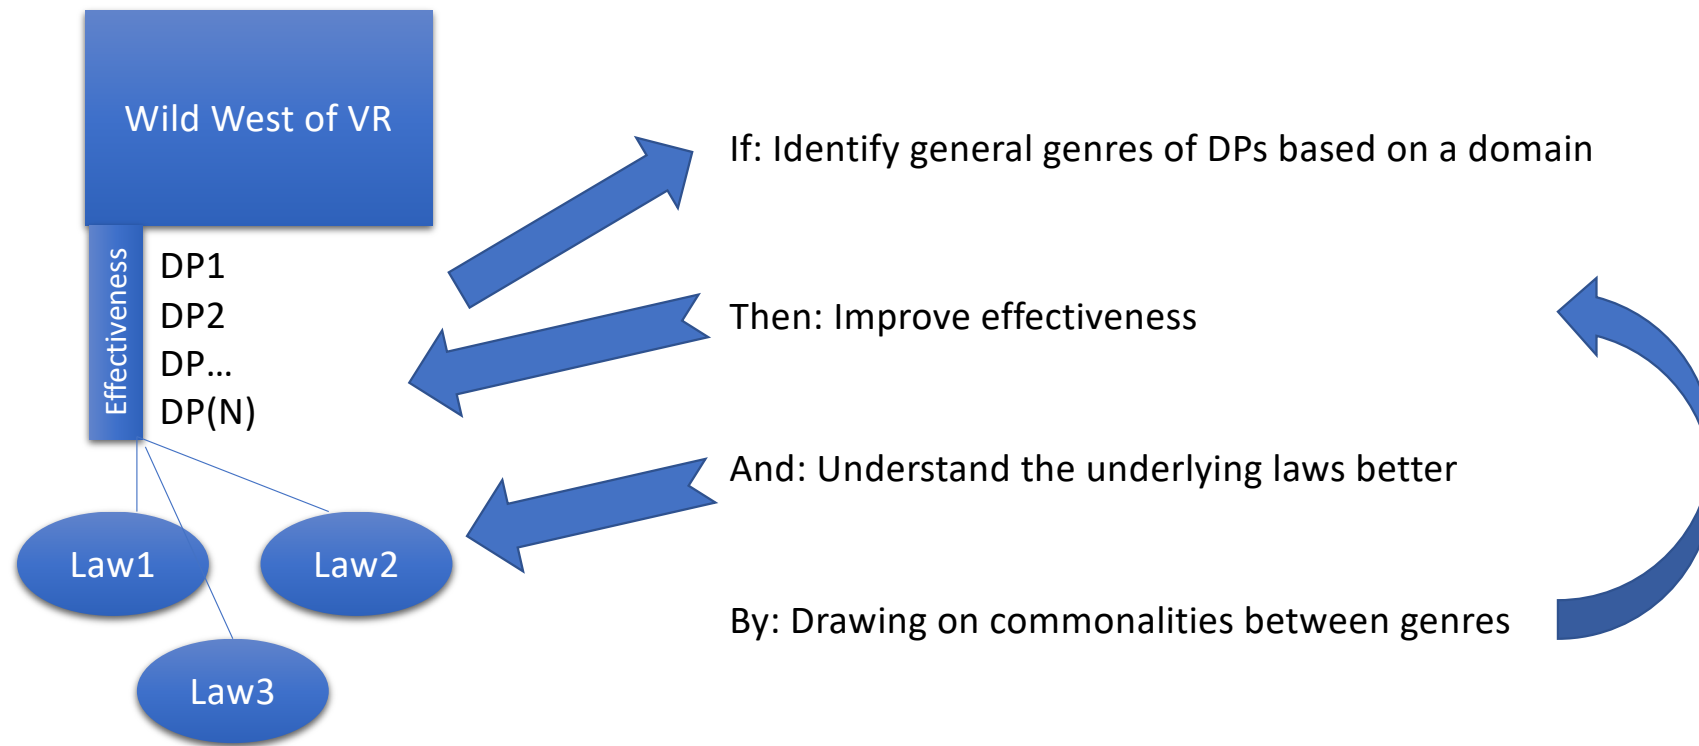 Wild West of VR
Effectiveness
DP1
DP2
DP...
DP(N)
Law1
Law2
Law3
If: Identify general genres of DPs based on a domain
Then: Improve effectiveness
And: Understand the underlying laws better
By: Drawing on commonalities between genres